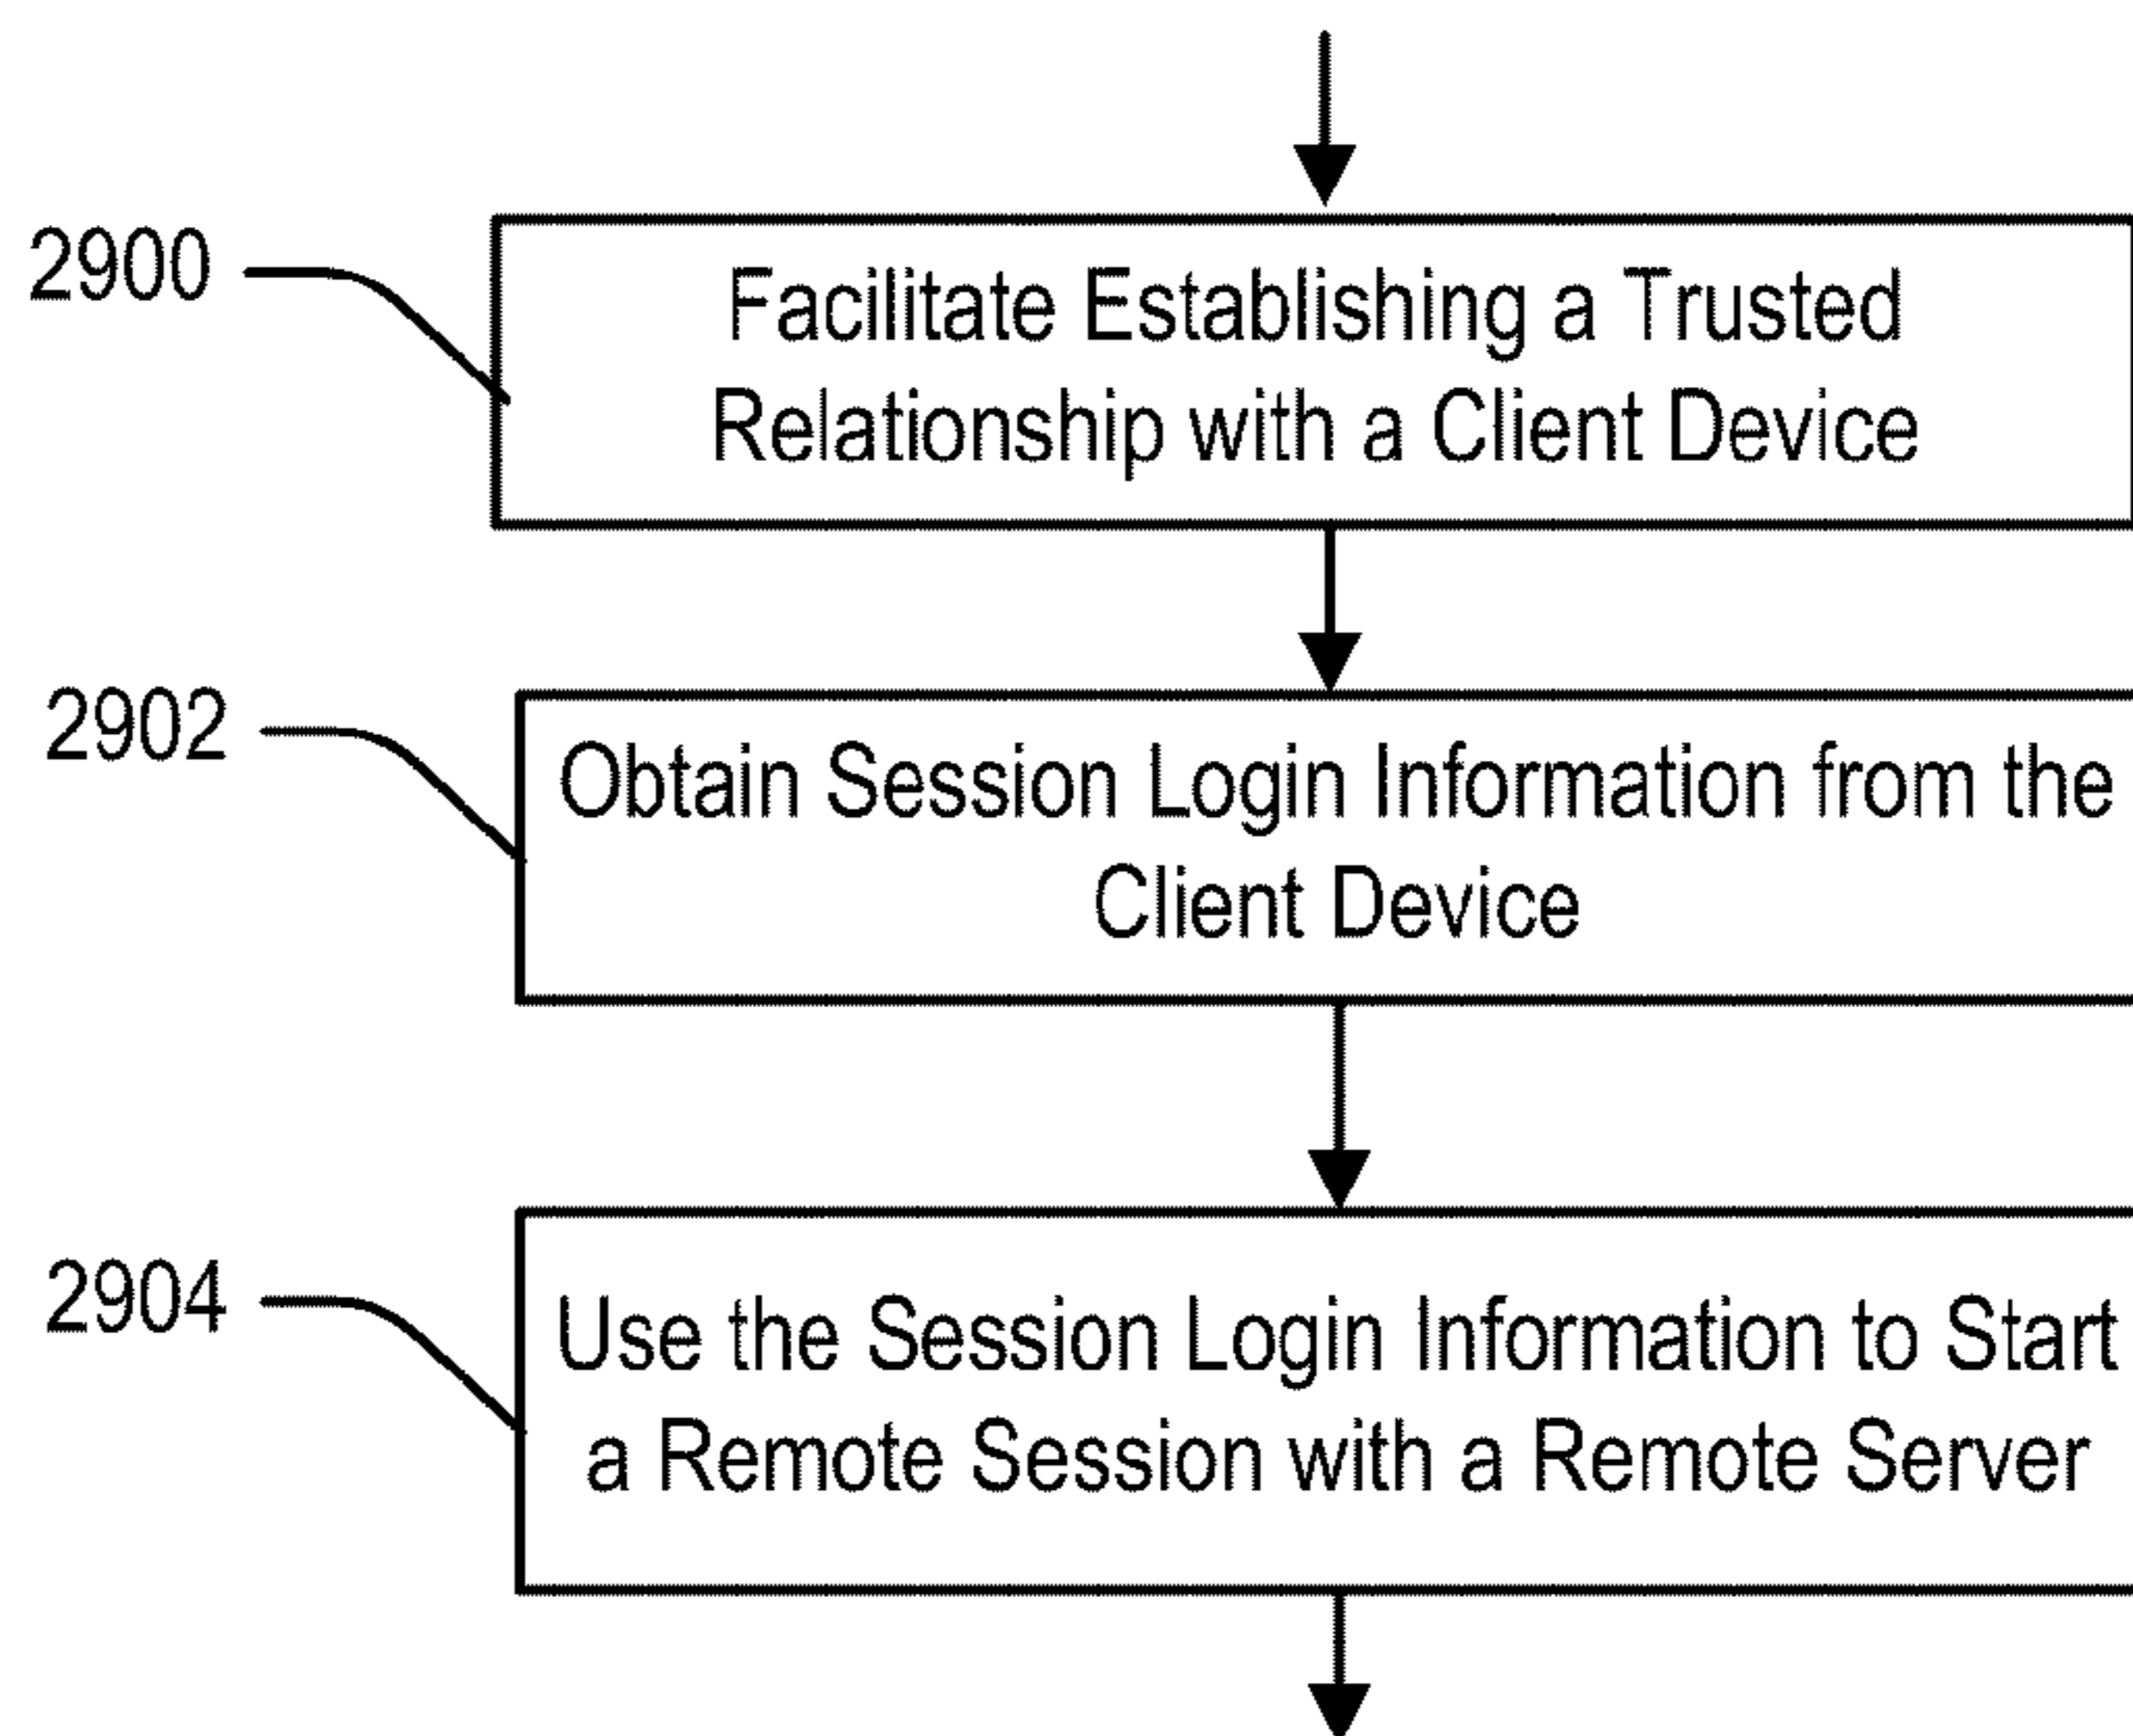 2900
Facilitate Establishing a Trusted
Relationship with a Client Device
2902
Obtain Session Login Information from the
Client Device
2904
Use the Session Login Information to Start
a Remote Session with a Remote Server